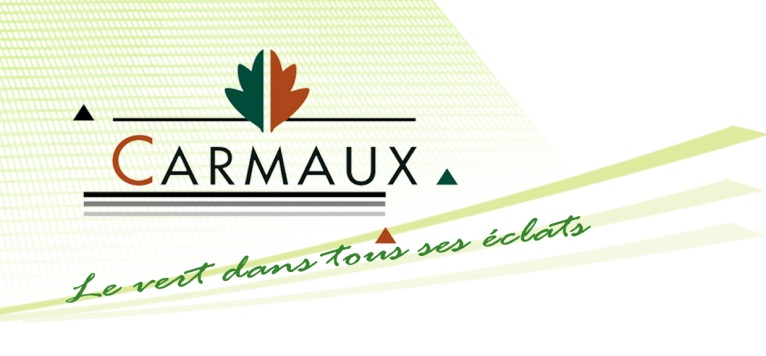 CARMAUX
Le vert dans tous ses éclats